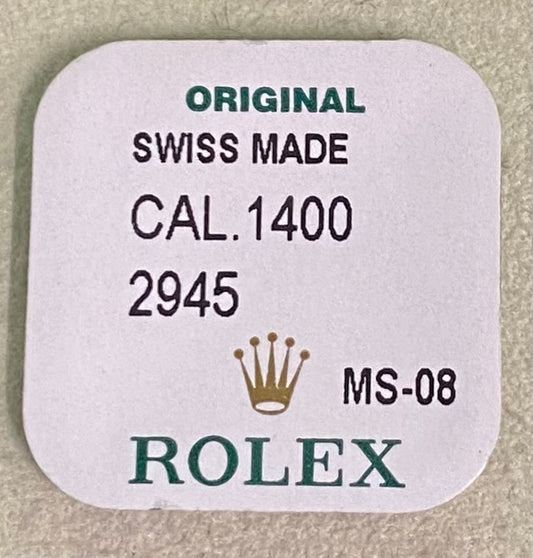 ORIGINAL
SWISS MADE
CAL.1400
2945
MS-08
ROLEX